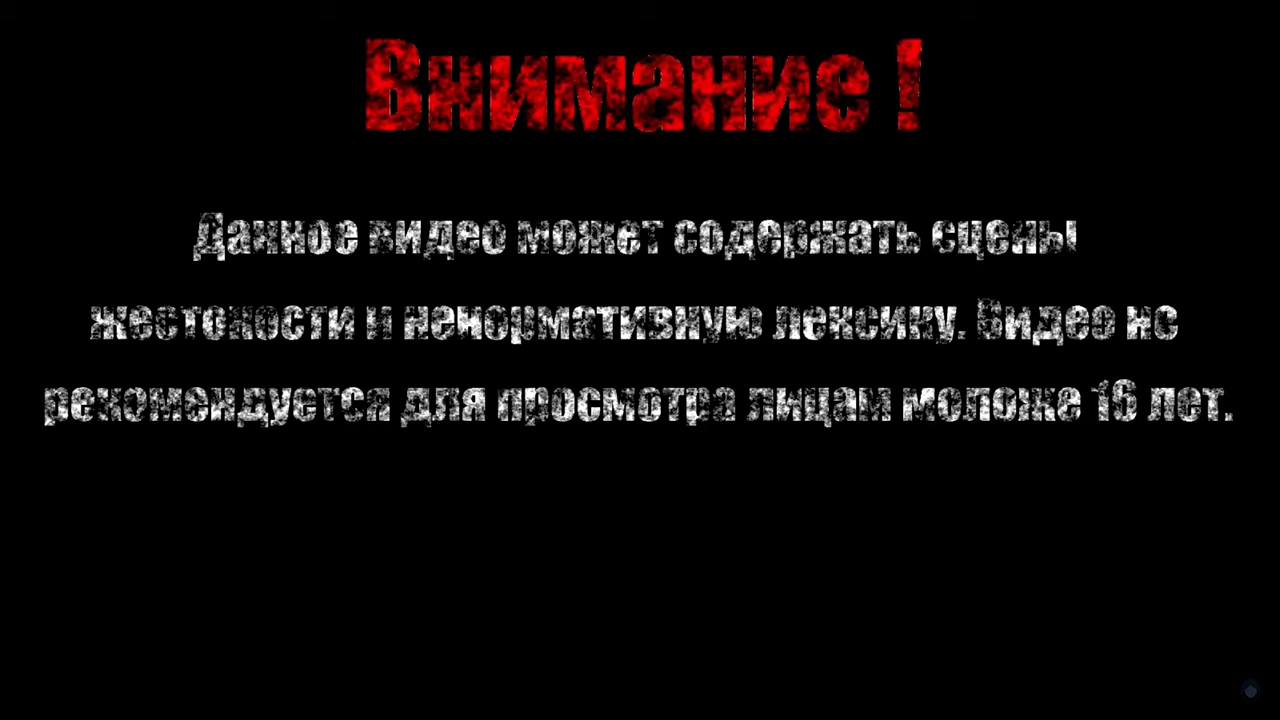 Внимание !
Данное видео может содержать сцены
жестокости и ненормативную лексику. Видео не
рекомендуется для просмотра лицам моложе 16 лет.